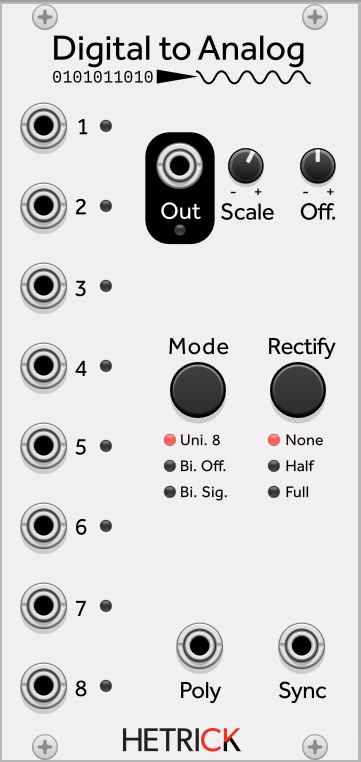 Digital to Analog
0101011010
1
2
Out
- +
Scale
- +
Off.
3
4
Mode
Rectify
5
Uni. 8
None
Bi. Off.
Half
Bi. Sig.
Full
6
7
8
Poly
Sync
HETRICK